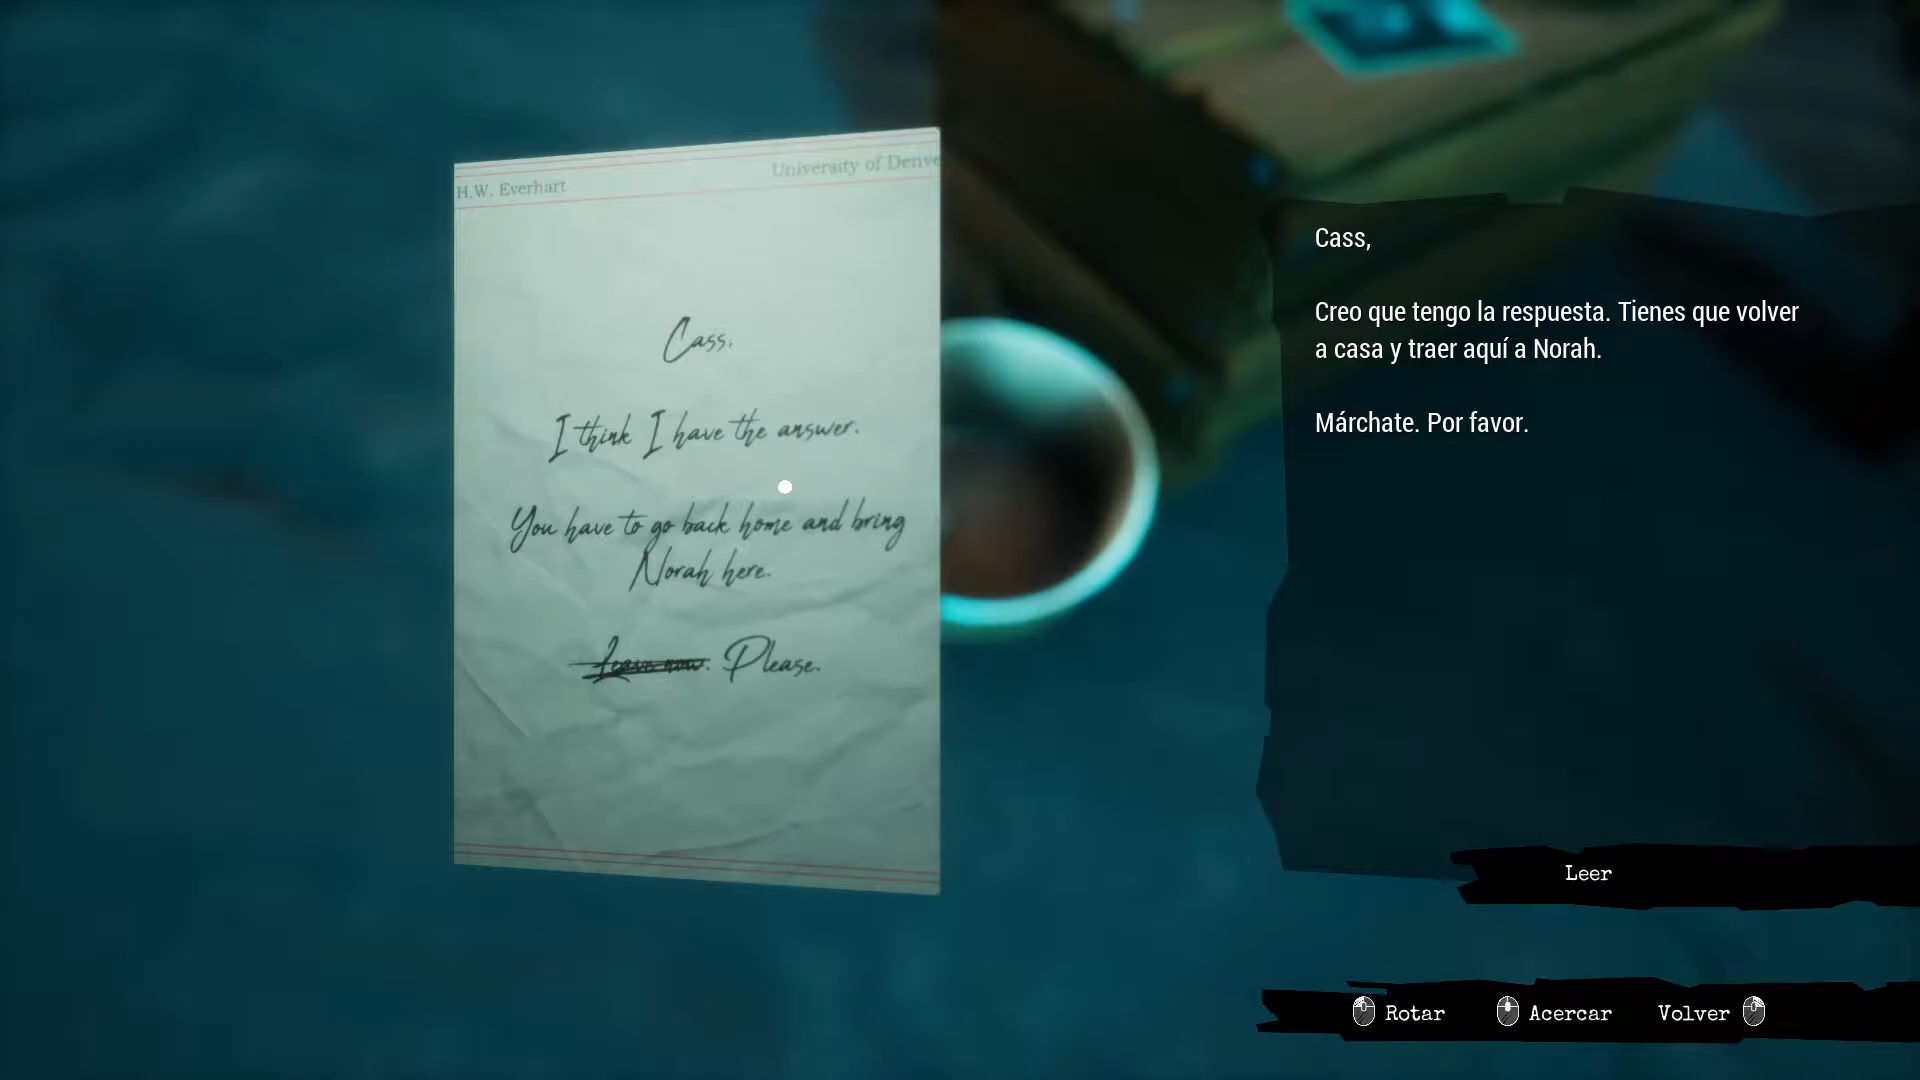 H.W. Everhart
University of Denve
Cass,
I think I have the answer.
You have to go back home and bring
Norah here.
Leave now. Please.
Cass,
Creo que tengo la respuesta. Tienes que volver
a casa y traer aquí a Norah.
Márchate. Por favor.
Leer
Rotar
Acercar
Volver